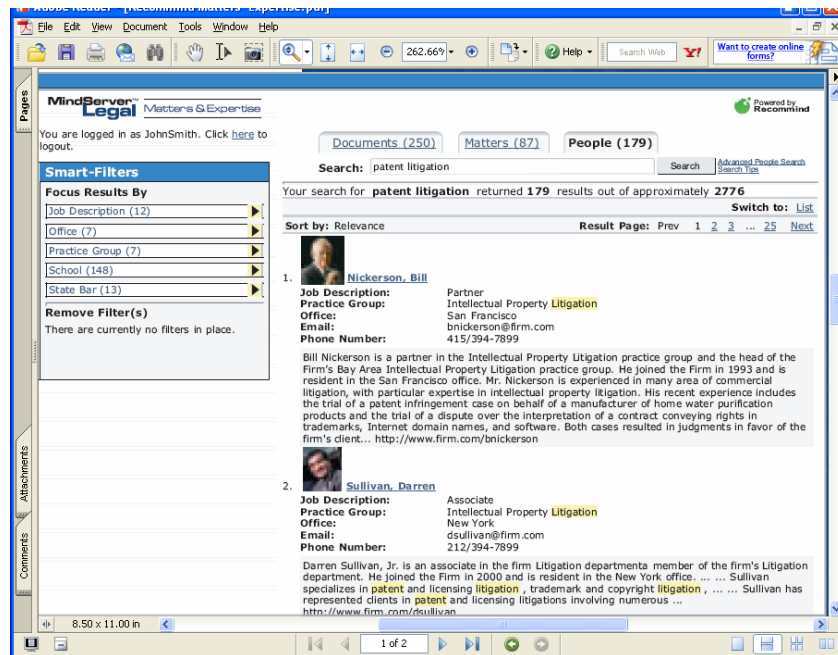 Adobe Reader - [Recommind Matters - Expertise.pdf]
File Edit View Document Tools Window Help
262.66% Help Search Web Y! Want to create online forms?
Pages
Attachments
Comments
MindServer™ Legal Matters & Expertise
Powered by Recommind
You are logged in as JohnSmith. Click here to logout.
Documents (250) Matters (87) People (179)
Search: patent litigation Search Advanced People Search
Search Tips
Smart-Filters
Focus Results By
Job Description (12)
Office (7)
Practice Group (7)
School (148)
State Bar (13)
Remove Filter(s)
There are currently no filters in place.
Your search for patent litigation returned 179 results out of approximately 2776
Switch to: List
Sort by: Relevance Result Page: Prev 1 2 3 ... 25 Next
1. Nickerson, Bill
Job Description: Partner
Practice Group: Intellectual Property Litigation
Office: San Francisco
Email: bnickerson@firm.com
Phone Number: 415/394-7899
Bill Nickerson is a partner in the Intellectual Property Litigation practice group and the head of the
Firm's Bay Area Intellectual Property Litigation practice group. He joined the Firm in 1993 and is
resident in the San Francisco office. Mr. Nickerson is experienced in many area of commercial
litigation, with particular expertise in intellectual property litigation. His recent experience includes
the trial of a patent infringement case on behalf of a manufacturer of home water purification
products and the trial of a dispute over the interpretation of a contract conveying rights in
trademarks, Internet domain names, and software. Both cases resulted in judgments in favor of the
firm's client... http://www.firm.com/bnickerson
2. Sullivan, Darren
Job Description: Associate
Practice Group: Intellectual Property Litigation
Office: New York
Email: dsullivan@firm.com
Phone Number: 212/394-7899
Darren Sullivan, Jr. is an associate in the firm Litigation departmenta member of the firm's Litigation
department. He joined the Firm in 2000 and is resident in the New York office. ... ... Sullivan
specializes in patent and licensing litigation , trademark and copyright litigation , ... ... Sullivan has
represented clients in patent and licensing litigations involving numerous ...
http://www.firm.com/dsullivan
8.50 x 11.00 in
1 of 2